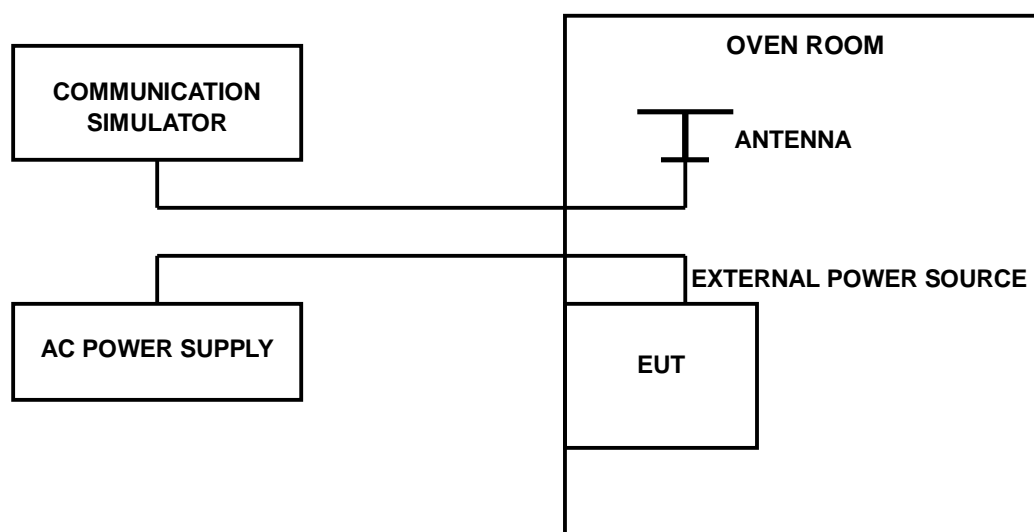 OVEN ROOM
COMMUNICATION
SIMULATOR
ANTENNA
EXTERNAL POWER SOURCE
AC POWER SUPPLY
EUT